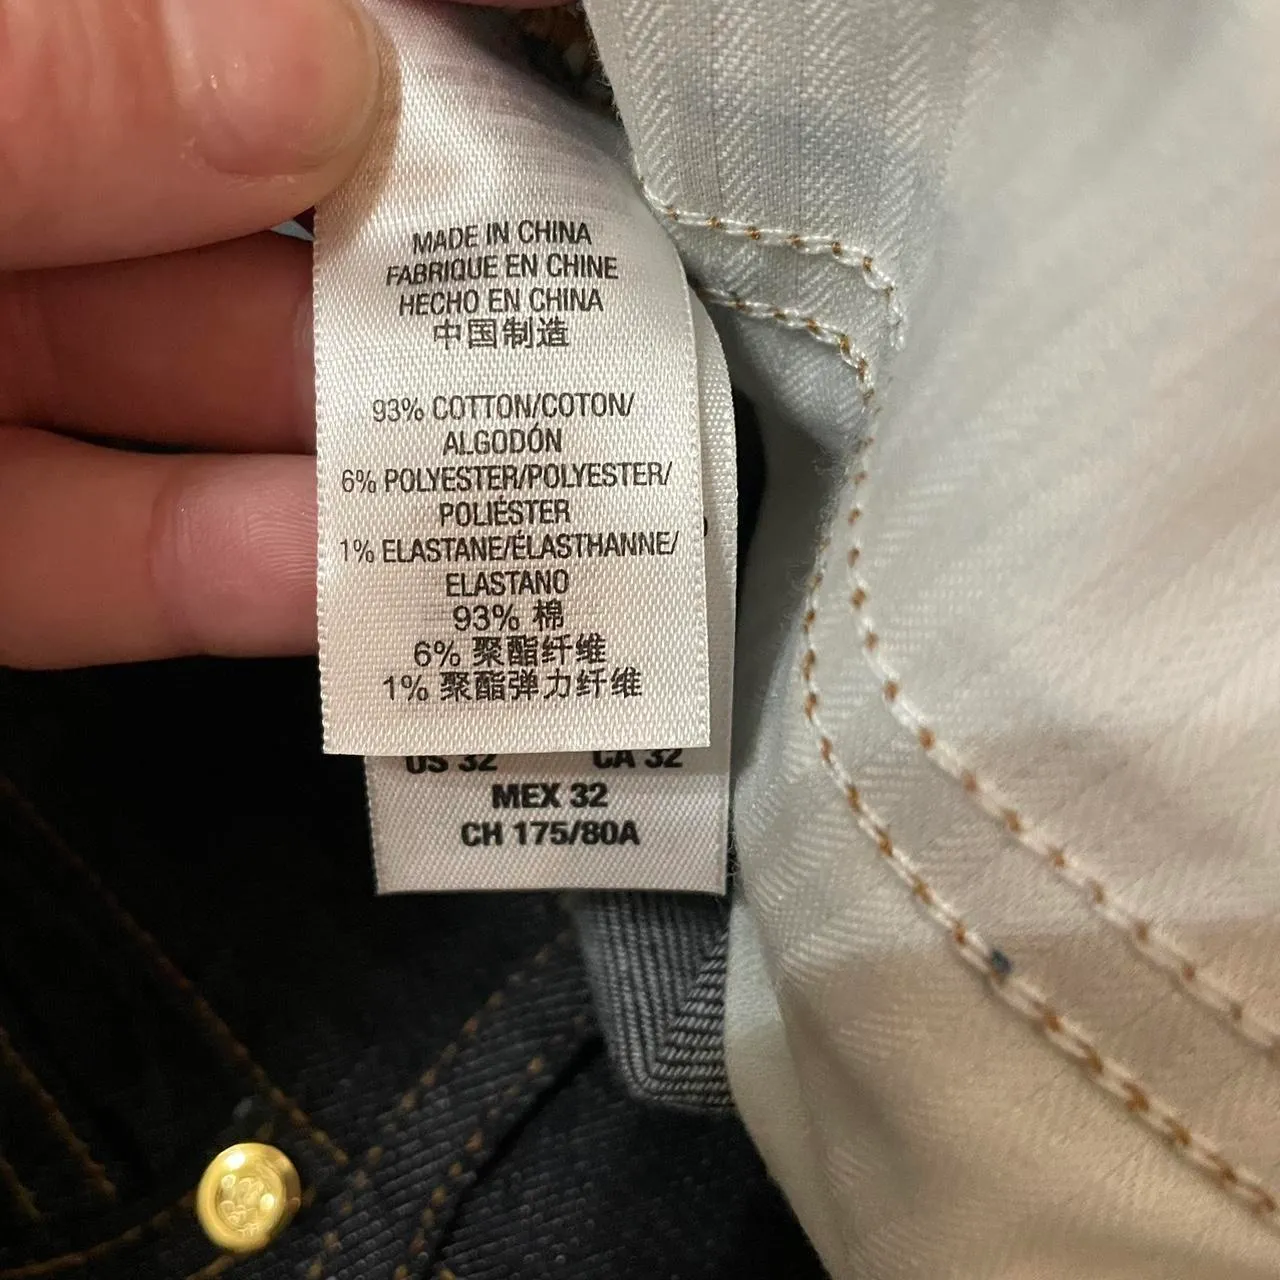 MADE IN CHINA
FABRIQUE EN CHINE
HECHO EN CHINA
中国制造
93% COTTON/COTON/
ALGODÓN
6% POLYESTER/POLYESTER/
POLIÉSTER
1% ELASTANE/ÉLASTHANNE/
ELASTANO
93% 棉
6% 聚酯纤维
1% 聚酯弹力纤维
US 32 CA 32
MEX 32
CH 175/80A